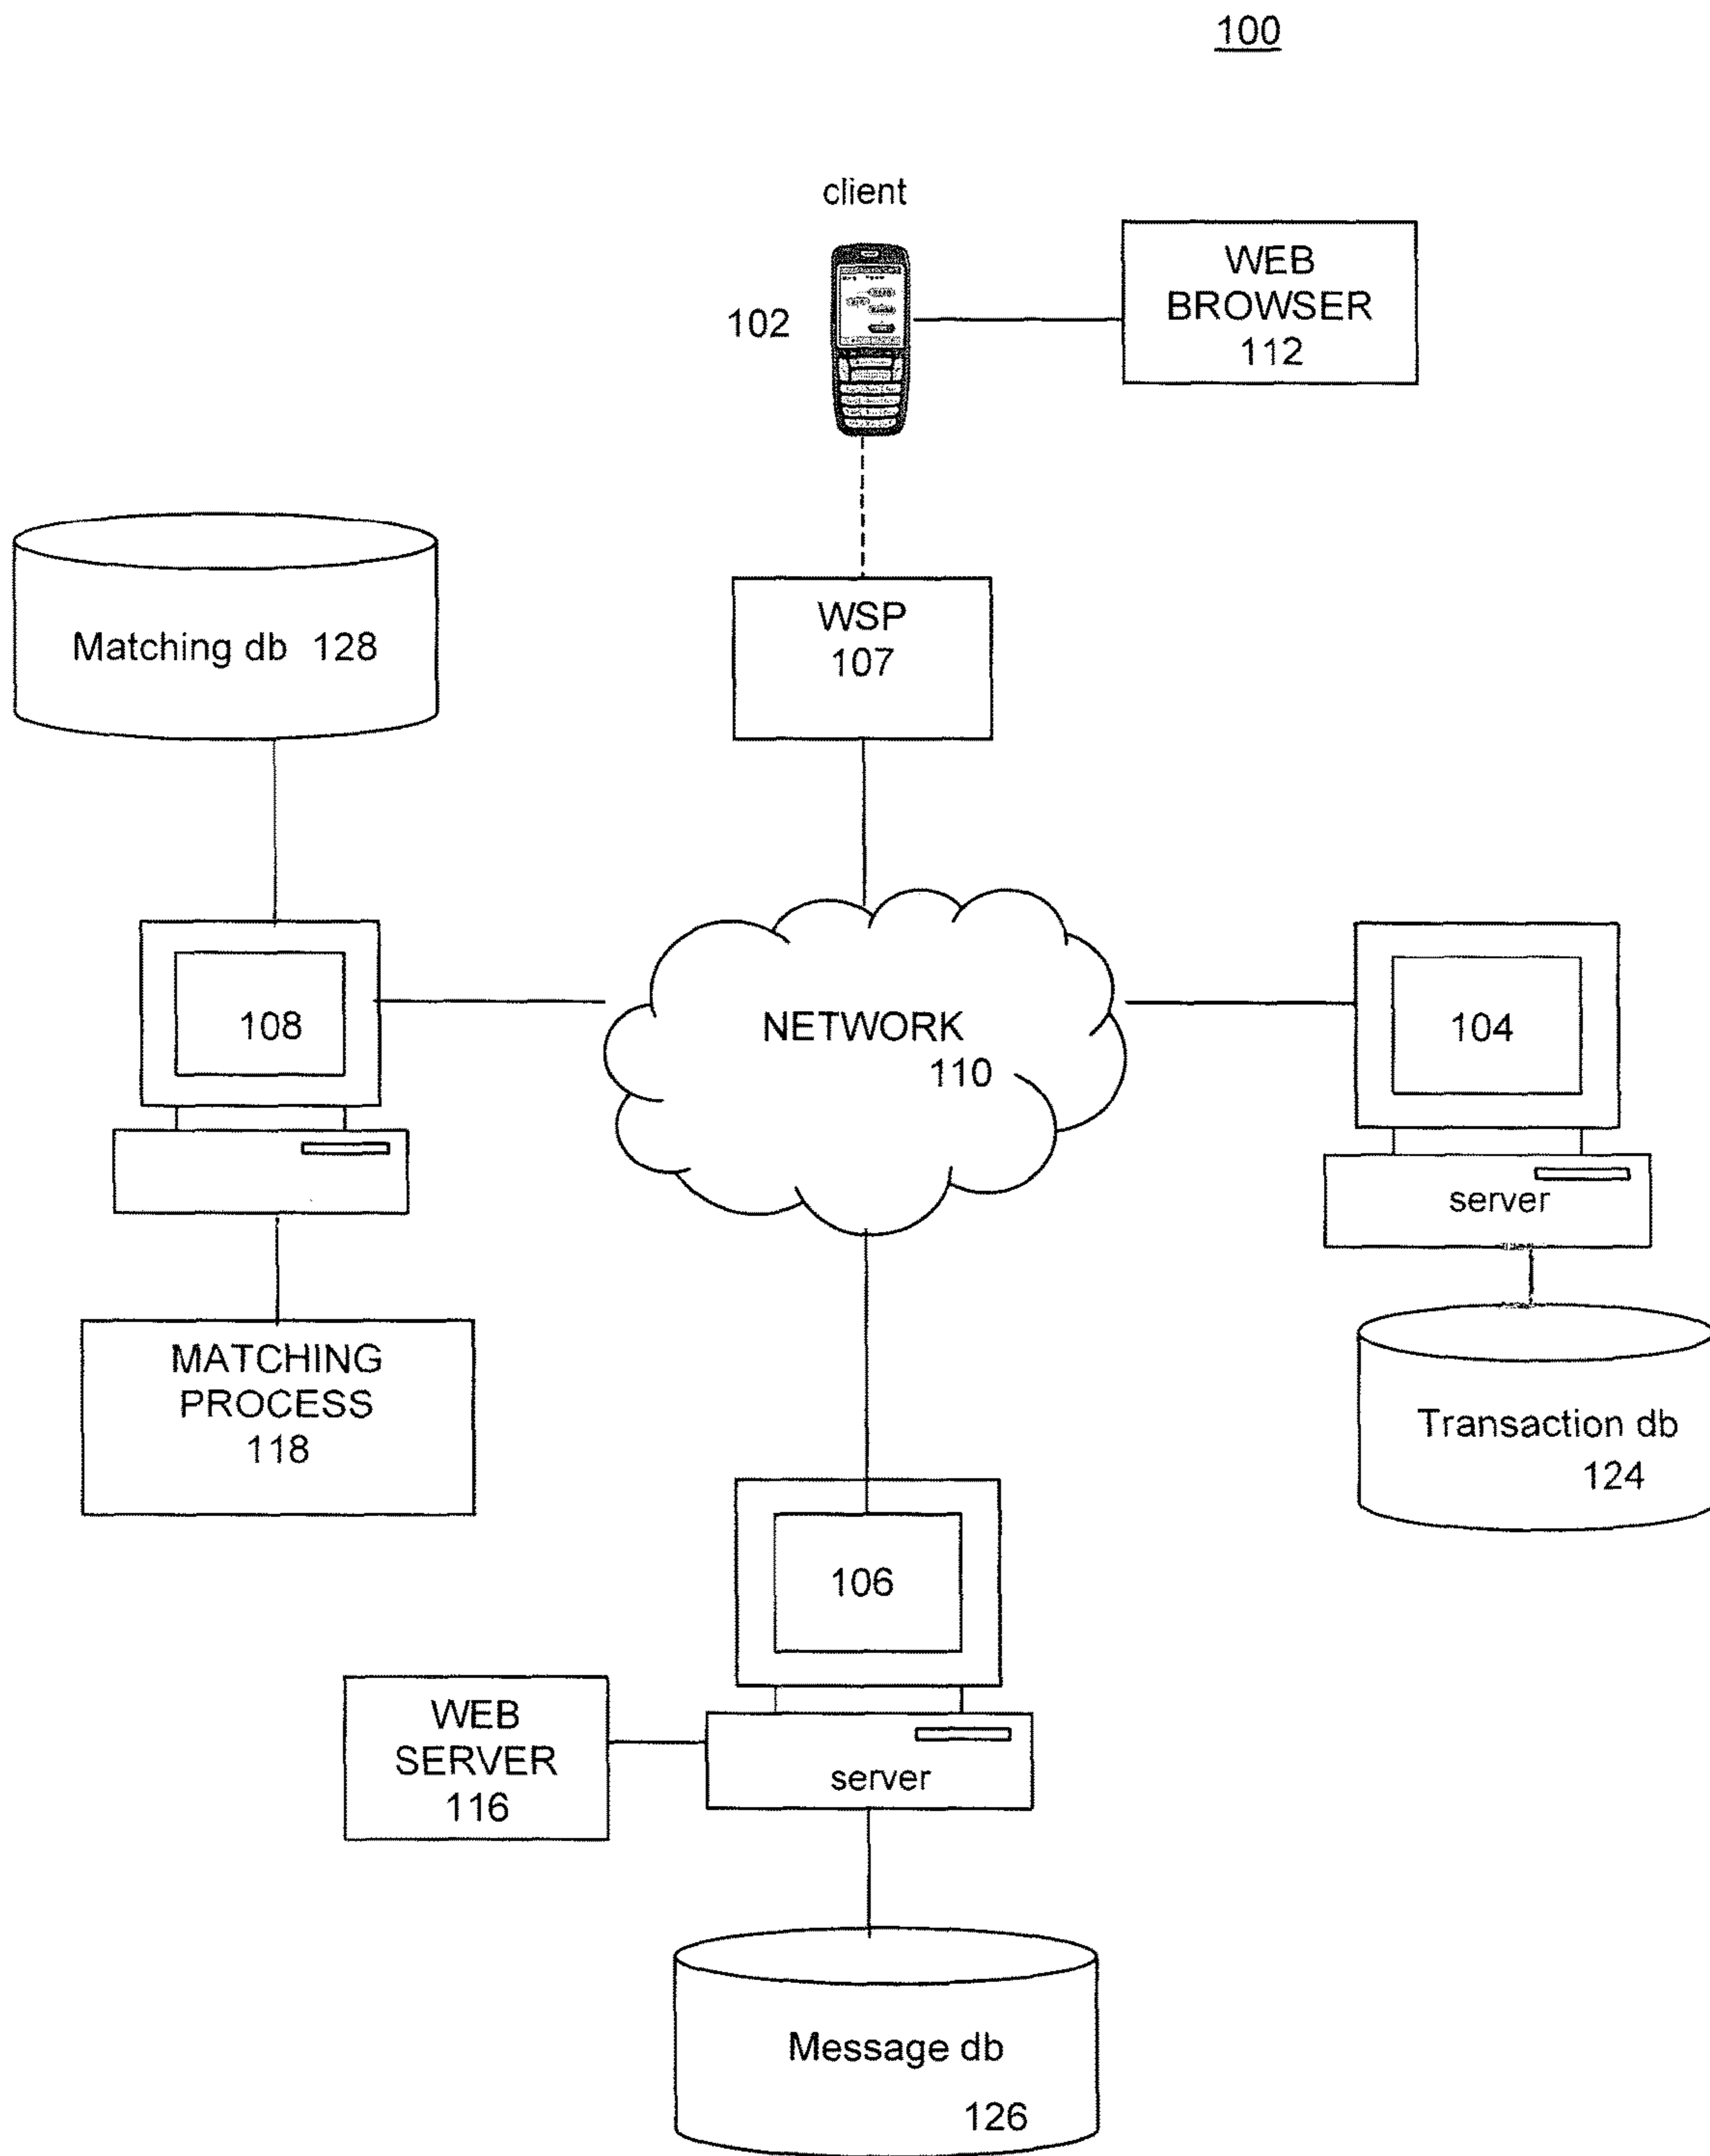 100
client
102
WEB
BROWSER
112
WSP
107
Matching db 128
108
NETWORK
110
104
server
MATCHING
PROCESS
118
Transaction db
124
106
WEB
SERVER
116
server
Message db
126